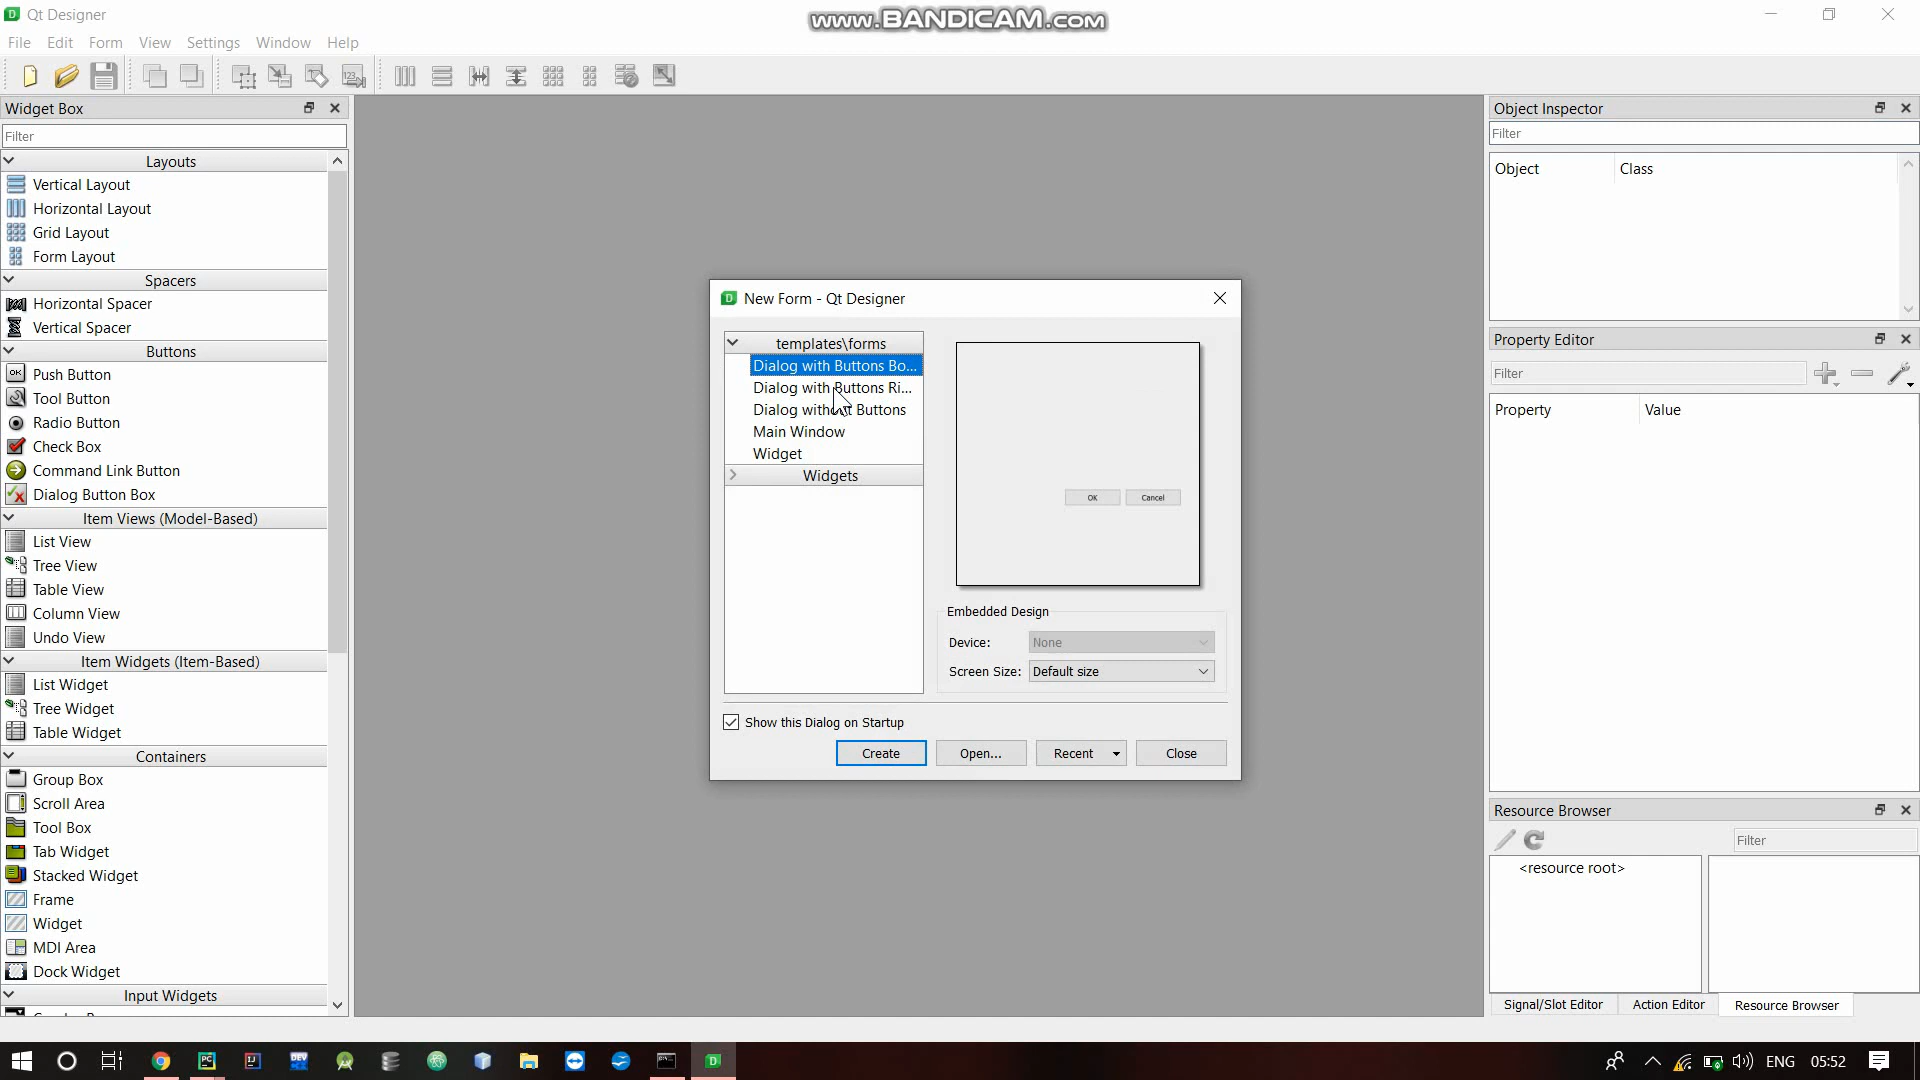 Qt Designer
www.BANDICAM.com
File Edit Form View Settings Window Help
Widget Box
Filter
Layouts
Vertical Layout
Horizontal Layout
Grid Layout
Form Layout
Spacers
Horizontal Spacer
Vertical Spacer
Buttons
Push Button
Tool Button
Radio Button
Check Box
Command Link Button
Dialog Button Box
Item Views (Model-Based)
List View
Tree View
Table View
Column View
Undo View
Item Widgets (Item-Based)
List Widget
Tree Widget
Table Widget
Containers
Group Box
Scroll Area
Tool Box
Tab Widget
Stacked Widget
Frame
Widget
MDI Area
Dock Widget
Input Widgets
New Form - Qt Designer
templates\forms
Dialog with Buttons Bo...
Dialog with Buttons Ri...
Dialog without Buttons
Main Window
Widget
Widgets
OK Cancel
Embedded Design
Device: None
Screen Size: Default size
Show this Dialog on Startup
Create Open... Recent Close
Object Inspector
Filter
Object Class
Property Editor
Filter
Property Value
Resource Browser
Filter
<resource root>
Signal/Slot Editor Action Editor Resource Browser
ENG 05:52